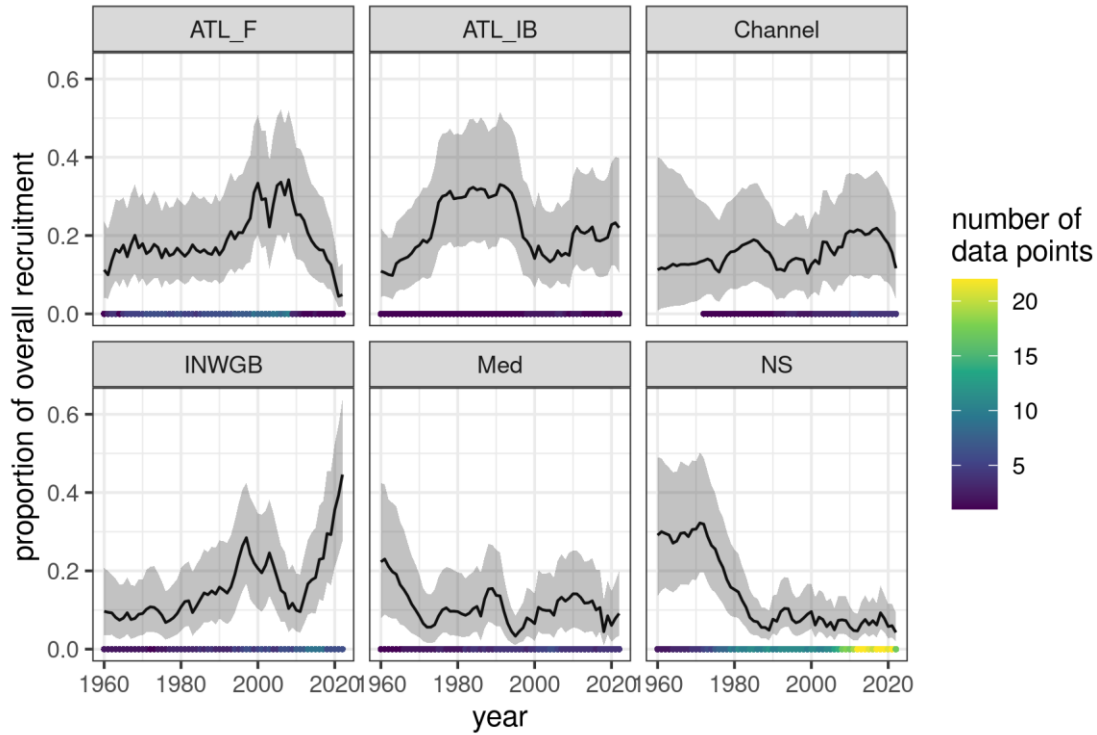 ATL_F ATL_IB Channel
0.6
0.4
0.2
0.0
INWGB Med NS
0.6
0.4
0.2
0.0
1960 1980 2000 2020 1960 1980 2000 2020 1960 1980 2000 2020
year
proportion of overall recruitment
number of
data points
20
15
10
5